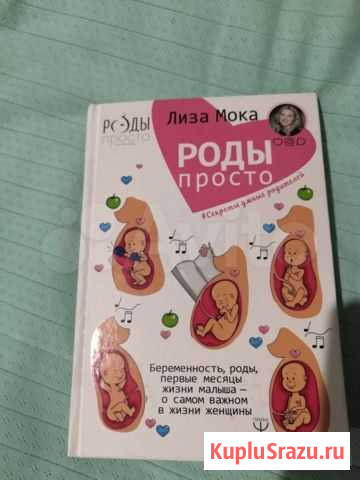 РОДЫ
просто
Лиза Мока
РОДЫ
просто
#Секреты умных родителей
Беременность, роды,
первые месяцы
жизни малыша —
о самом важном
в жизни женщины
KupluSrazu.ru